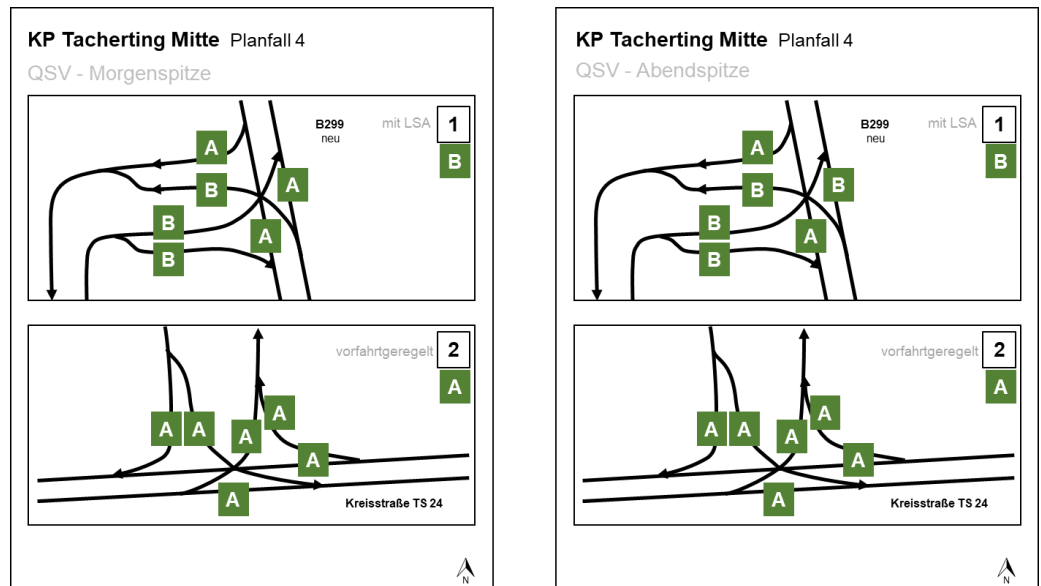 KP Tacherting Mitte Planfall 4
QSV - Morgenspitze
B299
neu
mit LSA
1
B
A
B
A
B
A
B
vorfahrtgeregelt
2
A
A
A
A
A
A
A
Kreisstraße TS 24
N
KP Tacherting Mitte Planfall 4
QSV - Abendspitze
B299
neu
mit LSA
1
B
A
B
B
B
A
B
vorfahrtgeregelt
2
A
A
A
A
A
A
A
Kreisstraße TS 24
N